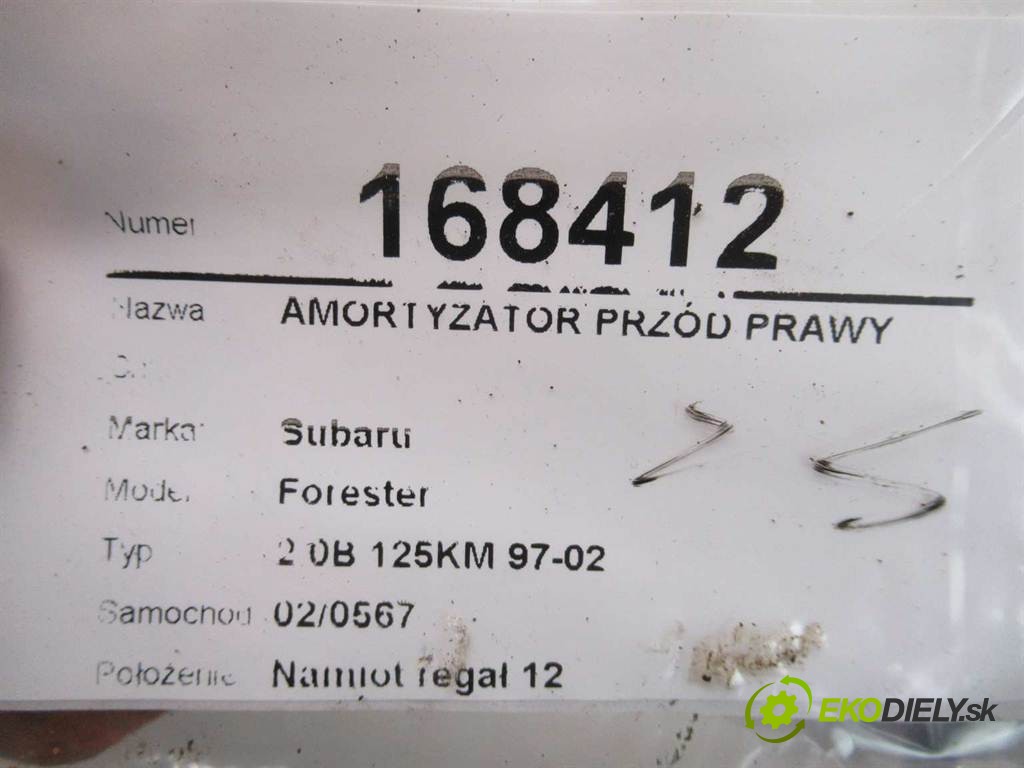 Numer 168412
Nazwa AMORTYZATOR PRZÓD PRAWY
Marka Subaru
Model Forester
Typ 2.0B 125KM 97-02
Samochód 02/0567
Położenie Namiot regał 12
EKODIELY.sk